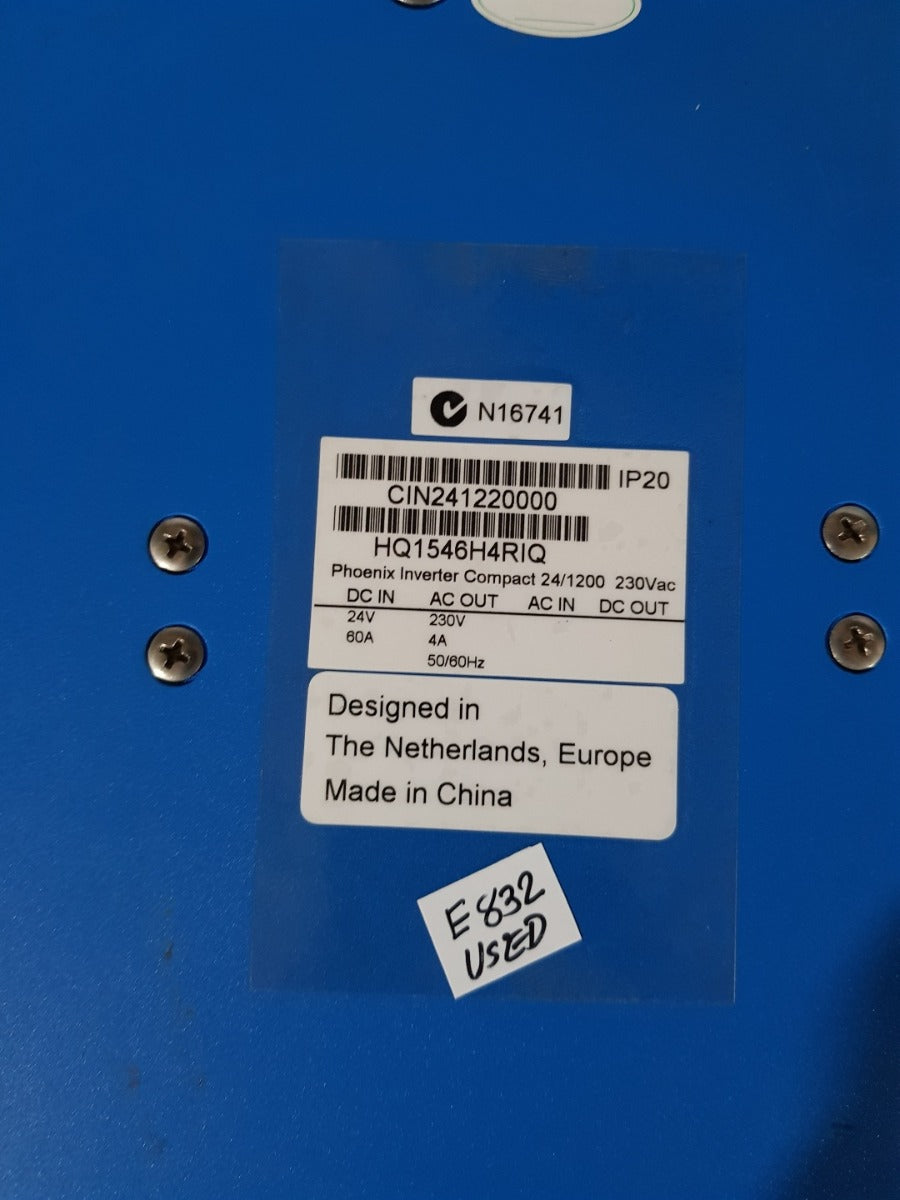 N16741
IP20
CIN241220000
HQ1546H4RIQ
Phoenix Inverter Compact 24/1200 230Vac
DC IN AC OUT AC IN DC OUT
24V 230V
60A 4A
50/60Hz
Designed in
The Netherlands, Europe
Made in China
E832
USED